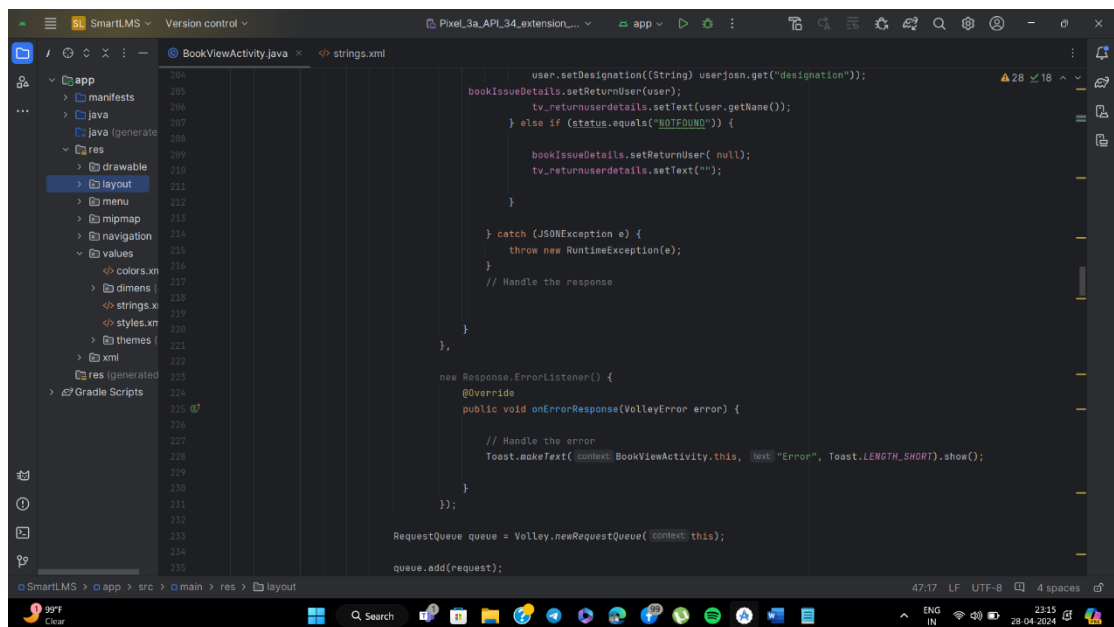 SL SmartLMS Version control Pixel_3a_API_34_extension_... app
BookViewActivity.java strings.xml
app
manifests
java
java (generate
res
drawable
layout
menu
mipmap
navigation
values
colors.xm
dimens (
strings.x
styles.xm
themes (
xml
res (generated
Gradle Scripts
28 18
204 user.setDesignation((String) userjosn.get("designation"));
205 bookIssueDetails.setReturnUser(user);
206 tv_returnuserdetails.setText(user.getName());
207 } else if (status.equals("NOTFOUND")) {
208
209 bookIssueDetails.setReturnUser( null);
210 tv_returnuserdetails.setText("");
211
212 }
213
214 } catch (JSONException e) {
215 throw new RuntimeException(e);
216 }
217 // Handle the response
218
219
220 }
221 },
222
223 new Response.ErrorListener() {
224 @Override
225 public void onErrorResponse(VolleyError error) {
226
227 // Handle the error
228 Toast.makeText( context: BookViewActivity.this, text: "Error", Toast.LENGTH_SHORT).show();
229
230 }
231 });
232
233 RequestQueue queue = Volley.newRequestQueue( context: this);
234
235 queue.add(request);
SmartLMS > app > src > main > res > layout 47:17 LF UTF-8 4 spaces
1 99°F
Clear
Search
99
ENG
IN
23:15
28-04-2024